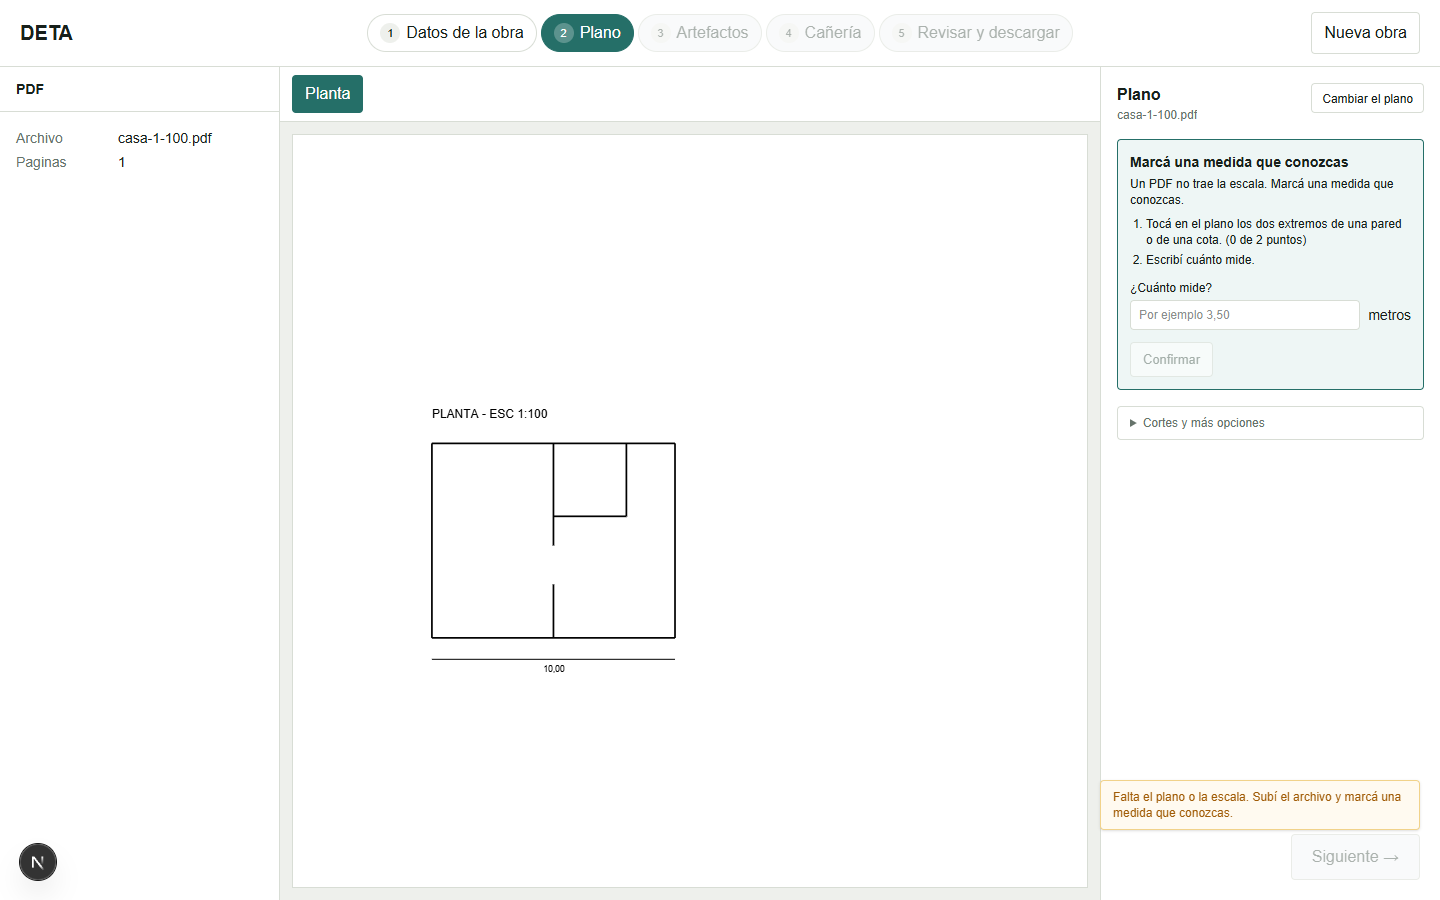 DETA
1 Datos de la obra
2 Plano
3 Artefactos
4 Cañería
5 Revisar y descargar
Nueva obra
PDF
Archivo casa-1-100.pdf
Paginas 1
Planta
PLANTA - ESC 1:100
10,00
Plano
casa-1-100.pdf
Cambiar el plano
Marcá una medida que conozcas
Un PDF no trae la escala. Marcá una medida que
conozcas.
1. Tocá en el plano los dos extremos de una pared
o de una cota. (0 de 2 puntos)
2. Escribí cuánto mide.
¿Cuánto mide?
Por ejemplo 3,50 metros
Confirmar
▶ Cortes y más opciones
Falta el plano o la escala. Subí el archivo y marcá una
medida que conozcas.
Siguiente →
N